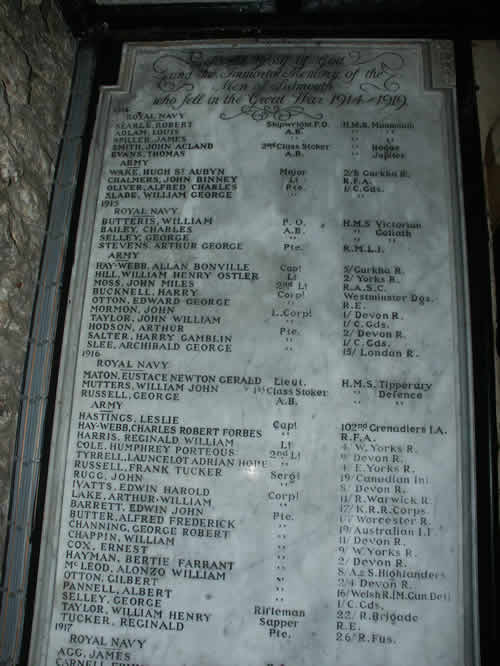 Glory of God
and the Immortal Memory of the
Men of Sidmouth
who fell in the Great War 1914-1919.
1914
ROYAL NAVY
SEARLE, ROBERT Shipwright P.O. H.M.S. Monmouth
ADLAM, LOUIS A.B. " "
SPILLER, JAMES " " "
SMITH, JOHN ACLAND 2nd Class Stoker " Hogue
EVANS, THOMAS A.B. " Jupiter
ARMY
WAKE, HUGH St AUBYN Major 2/8 Gurkha R.
CHALMERS, JOHN BINNEY Lt R.F.A.
OLIVER, ALFRED CHARLES Pte. 1/C. Gds.
SLADE, WILLIAM GEORGE " "
1915
ROYAL NAVY
BUTTERIS, WILLIAM P.O. H.M.S Victorian
BAILEY, CHARLES A.B. " Goliath
SELLEY, GEORGE " " "
STEVENS, ARTHUR GEORGE Pte. R.M.L.I.
ARMY
HAY-WEBB, ALLAN BONVILLE Capt 5/Gurkha R.
HILL, WILLIAM HENRY OSTLER Lt 2/ Yorks R.
MOSS, JOHN MILES 2nd Lt R.A.S.C.
BUCKNELL, HARRY Corpl Westminster Dgs.
OTTON, EDWARD GEORGE " R.E.
MORMON, JOHN L.Corpl 1/ Devon R.
TAYLOR, JOHN WILLIAM " 1/C. Gds.
HODSON, ARTHUR Pte. 2/ Devon R.
SALTER, HARRY GAMBLIN " 1/C. Gds.
SLEE, ARCHIBALD GEORGE " 15/ London R.
1916
ROYAL NAVY
MATON, EUSTACE NEWTON GERALD Lieut. H.M.S. Tipperary
MUTTERS, WILLIAM JOHN 1st Class Stoker " Defence
RUSSELL, GEORGE A.B. " "
ARMY
HASTINGS, LESLIE Capt 102nd Grenadiers I.A.
HAY-WEBB, CHARLES ROBERT FORBES " R.F.A.
HARRIS, REGINALD WILLIAM Lt 4/ W. Yorks R.
COLE, HUMPHREY PORTEOUS 2nd Lt 9/ Devon R.
TYRRELL, LAUNCELOT ADRIAN HOPE " 4/ E. Yorks R.
RUSSELL, FRANK TUCKER Sergt 19/ Canadian Inf.
RUGG, JOHN " 8/ Devon R.
IVATTS, EDWIN HAROLD Corpl 11/ R. Warwick R.
LAKE, ARTHUR WILLIAM " 17/ K.R.R. Corps
BARRETT, EDWIN JOHN Pte. 1/7 Worcester R.
BUTTER, ALFRED FREDERICK " Australian I.F.
CHANNING, GEORGE ROBERT " 11/ Devon R.
CHAPPIN, WILLIAM " 9/ W. Yorks R.
COX, ERNEST " 2/ Devon R.
HAYMAN, BERTIE FARRANT " 8/ A. & S. Highlanders
McLEOD, ALONZO WILLIAM " 2/4 Devon R.
OTTON, GILBERT " 16/ Welsh R. (M. Gun Det)
PANNELL, ALBERT " 1/ C. Gds,
SELLEY, GEORGE Rifleman 22/ R. Brigade
TAYLOR, WILLIAM HENRY Sapper R.E.
TUCKER, REGINALD Pte. 26/ R. Fus.
1917
ROYAL NAVY
AGG, JAMES
CARNELL